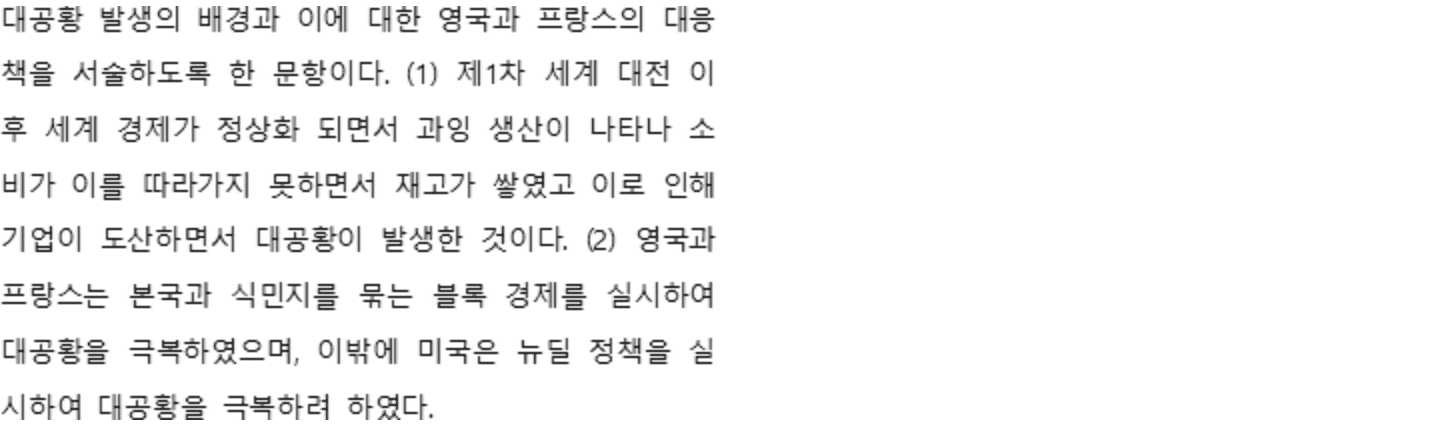 대공황 발생의 배경과 이에 대한 영국과 프랑스의 대응
책을 서술하도록 한 문항이다. (1) 제1차 세계 대전 이
후 세계 경제가 정상화 되면서 과잉 생산이 나타나 소
비가 이를 따라가지 못하면서 재고가 쌓였고 이로 인해
기업이 도산하면서 대공황이 발생한 것이다. (2) 영국과
프랑스는 본국과 식민지를 묶는 블록 경제를 실시하여
대공황을 극복하였으며, 이밖에 미국은 뉴딜 정책을 실
시하여 대공황을 극복하려 하였다.